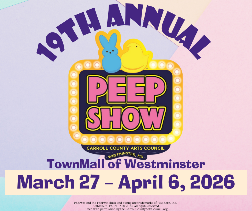 19TH ANNUAL
PEEP
SHOW
CARROLL COUNTY ARTS COUNCIL
TownMall of Westminster
March 27 – April 6, 2026